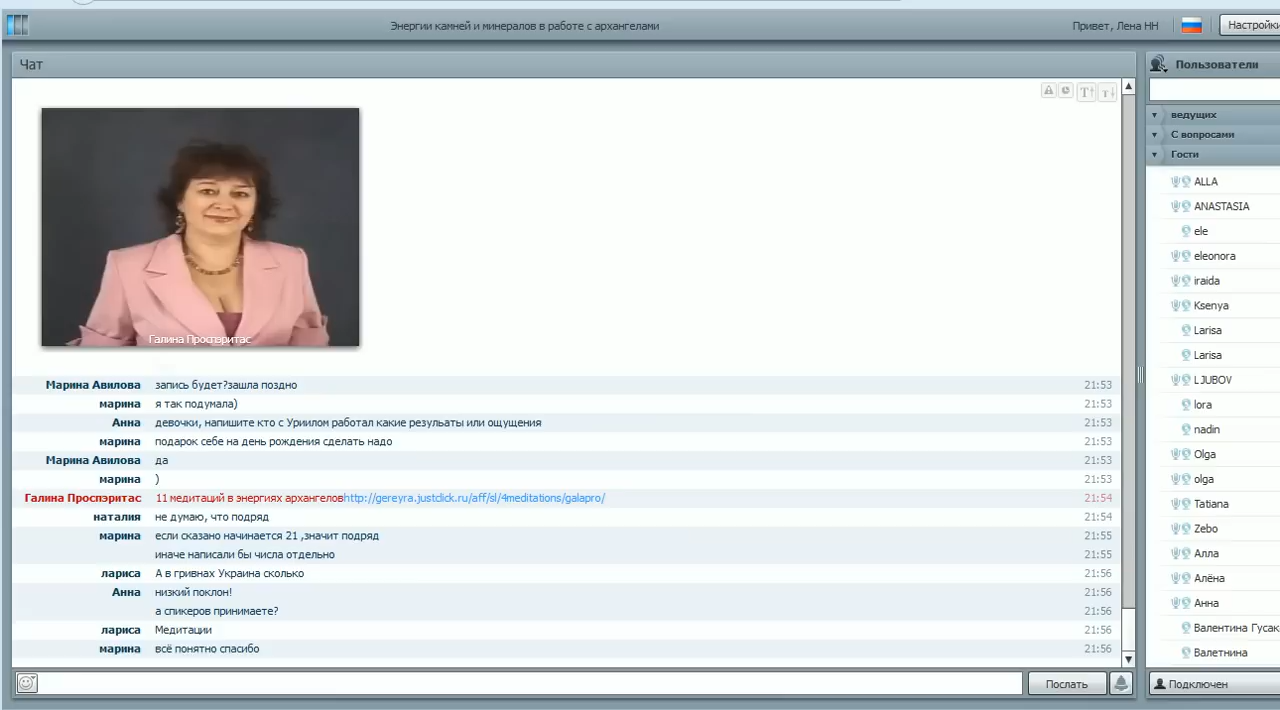 Энергии камней и минералов в работе с архангелами
Привет, Лена НН
Настройки
Чат
Пользователи
Галина Проспэритас
ведущих
С вопросами
Гости
ALLA
ANASTASIA
ele
eleonora
iraida
Ksenya
Larisa
Larisa
LJUBOV
lora
nadin
Olga
olga
Tatiana
Zebo
Алла
Алёна
Анна
Валентина Гусак
Валетнина
Марина Авилова запись будет?зашла поздно 21:53
марина я так подумала) 21:53
Анна девочки, напишите кто с Уриилом работал какие резульаты или ощущения 21:53
марина подарок себе на день рождения сделать надо 21:53
Марина Авилова да 21:53
марина ) 21:53
Галина Проспэритас 11 медитаций в энергиях архангеловhttp://gereyra.justclick.ru/aff/sl/4meditations/galapro/ 21:54
наталия не думаю, что подряд 21:54
марина если сказано начинается 21 ,значит подряд 21:55
иначе написали бы числа отдельно 21:55
лариса А в гривнах Украина сколько 21:56
Анна низкий поклон! 21:56
а спикеров принимаете? 21:56
лариса Медитации 21:56
марина всё понятно спасибо 21:56
Послать
Подключен